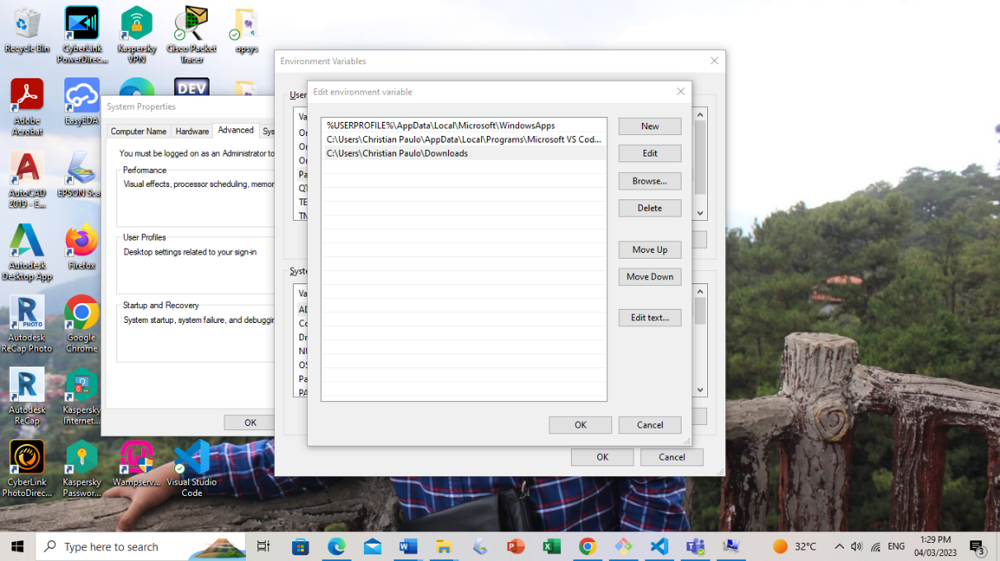 Recycle Bin
CyberLink
PowerDirec...
Kaspersky
VPN
Cisco Packet
Tracer
opsys
Adobe
Acrobat
EasyEDA
DEV
AutoCAD
2019 - E...
EPSON Sca
Autodesk
Desktop App
Firefox
PHOTO
Autodesk
ReCap Photo
Google
Chrome
Autodesk
ReCap
Kaspersky
Internet...
CyberLink
PhotoDirec...
Kaspersky
Passwor...
Wampserv...
Visual Studio
Code
System Properties
Computer Name
Hardware
Advanced
Sys
You must be logged on as an Administrator to
Performance
Visual effects, processor scheduling, memor
User Profiles
Desktop settings related to your sign-in
Startup and Recovery
System startup, system failure, and debuggin
OK
Environment Variables
User
Va
On
On
On
Pa
QT
TE
TM
Syste
Va
AD
Co
Dr
NU
OS
Pa
PA
OK
Cancel
Edit environment variable
%USERPROFILE%\AppData\Local\Microsoft\WindowsApps
C:\Users\Christian Paulo\AppData\Local\Programs\Microsoft VS Cod...
C:\Users\Christian Paulo\Downloads
New
Edit
Browse...
Delete
Move Up
Move Down
Edit text...
OK
Cancel
Type here to search
32°C
ENG
1:29 PM
04/03/2023
3